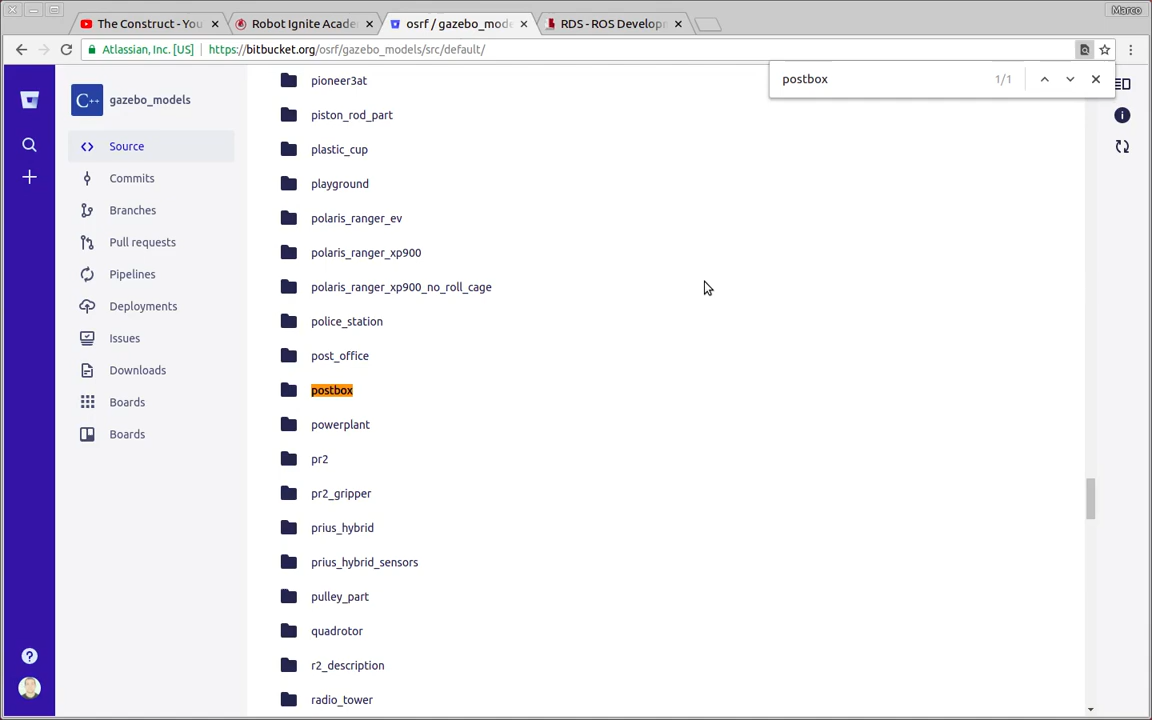 Marco
The Construct - You
Robot Ignite Acade
osrf / gazebo_mode
RDS - ROS Developm
Atlassian, Inc. [US]
https://bitbucket.org/osrf/gazebo_models/src/default/
postbox
1/1
C++
gazebo_models
Source
Commits
Branches
Pull requests
Pipelines
Deployments
Issues
Downloads
Boards
Boards
pioneer3at
piston_rod_part
plastic_cup
playground
polaris_ranger_ev
polaris_ranger_xp900
polaris_ranger_xp900_no_roll_cage
police_station
post_office
postbox
powerplant
pr2
pr2_gripper
prius_hybrid
prius_hybrid_sensors
pulley_part
quadrotor
r2_description
radio_tower